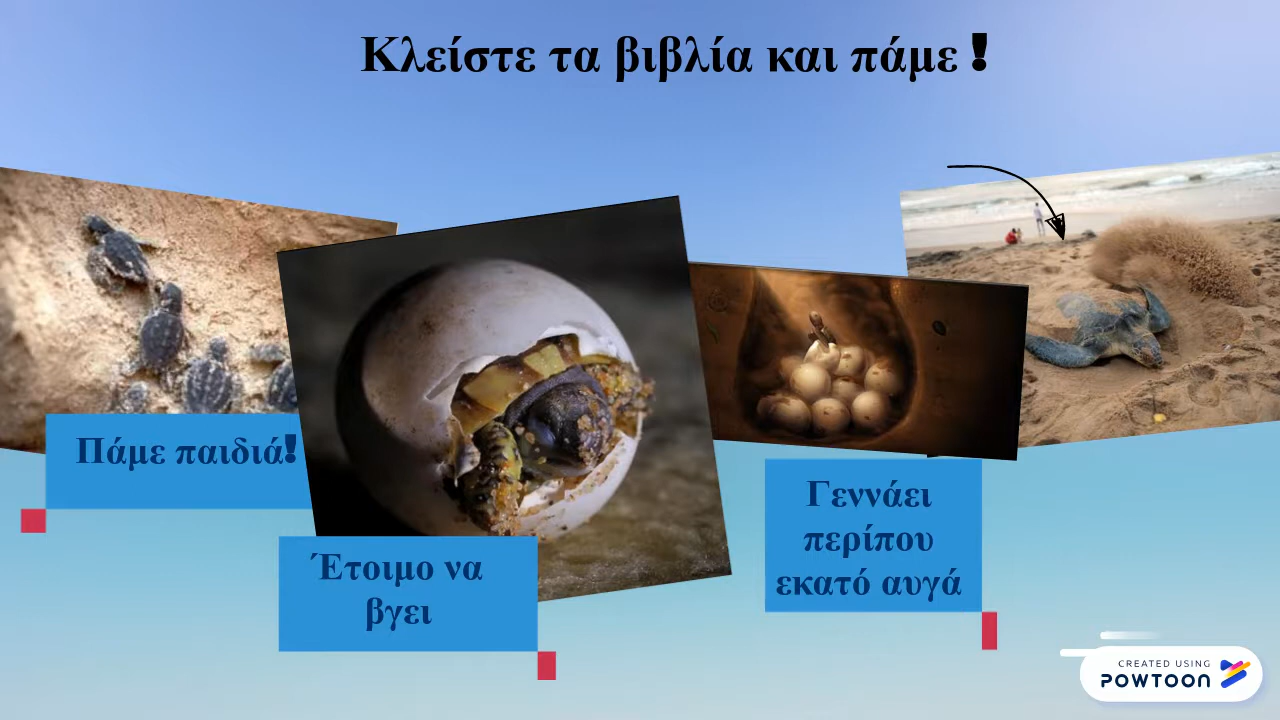 Κλείστε τα βιβλία και πάμε !
Πάμε παιδιά!
Έτοιμο να
βγει
Γεννάει
περίπου
εκατό αυγά
CREATED USING
POWTOON